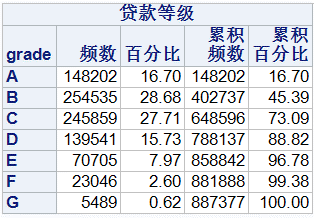 贷款等级
grade 频数 百分比 累积频数 累积百分比
A 148202 16.70 148202 16.70
B 254535 28.68 402737 45.39
C 245859 27.71 648596 73.09
D 139541 15.73 788137 88.82
E 70705 7.97 858842 96.78
F 23046 2.60 881888 99.38
G 5489 0.62 887377 100.00